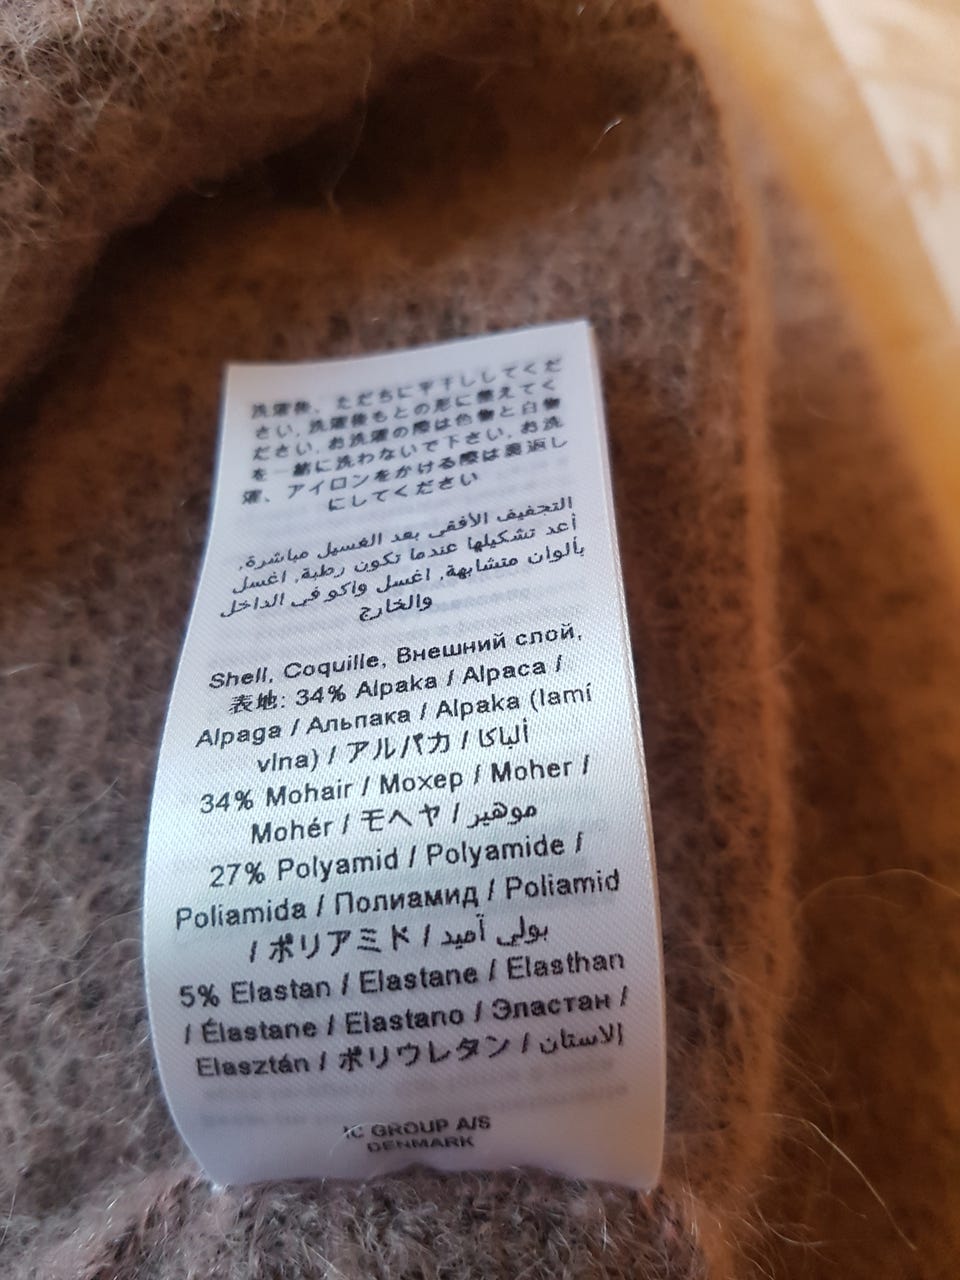 洗濯後、ただちに平干ししてくだ
さい, 洗濯後もとの形に整えてく
ださい, お洗濯の際は色物と白物
を一緒に洗わないで下さい, お洗
濯、アイロンをかける際は裏返し
にしてください
التجفيف الأفقي بعد الغسيل مباشرة,
أعد تشكيلها عندما تكون رطبة, اغسل
بألوان متشابهة, اغسل واكو في الداخل
والخارج
Shell, Coquille, Внешний слой,
表地: 34% Alpaka / Alpaca /
Alpaga / Альпака / Alpaka (lamí
vlna) / アルパカ / ألباكا
34% Mohair / Мохер / Moher /
Mohér / モヘヤ / موهير
27% Polyamid / Polyamide /
Poliamida / Полиамид / Poliamid
/ ポリアミド / بولي آميد
5% Elastan / Elastane / Elasthan
/ Élastane / Elastano / Эластан /
Elasztán / ポリウレタン / الاستان
IC GROUP A/S
DENMARK